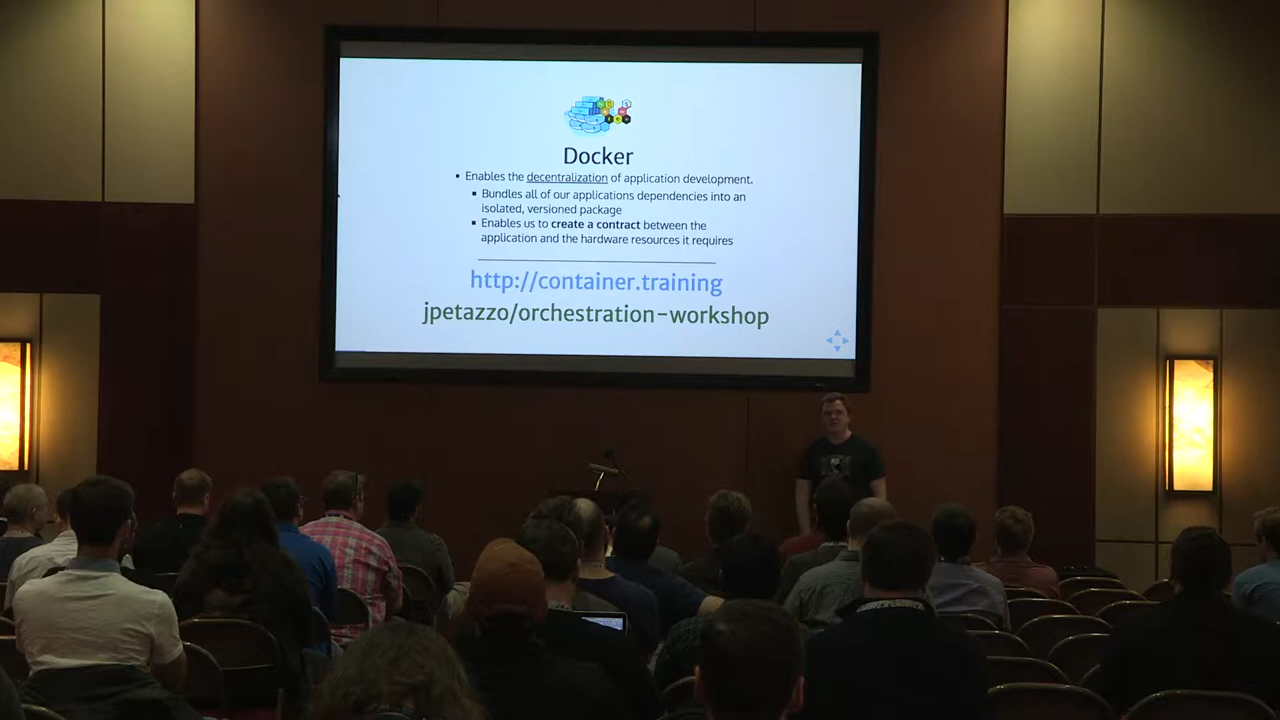 Docker
• Enables the decentralization of application development.
▪ Bundles all of our applications dependencies into an
isolated, versioned package
▪ Enables us to create a contract between the
application and the hardware resources it requires
http://container.training
jpetazzo/orchestration-workshop